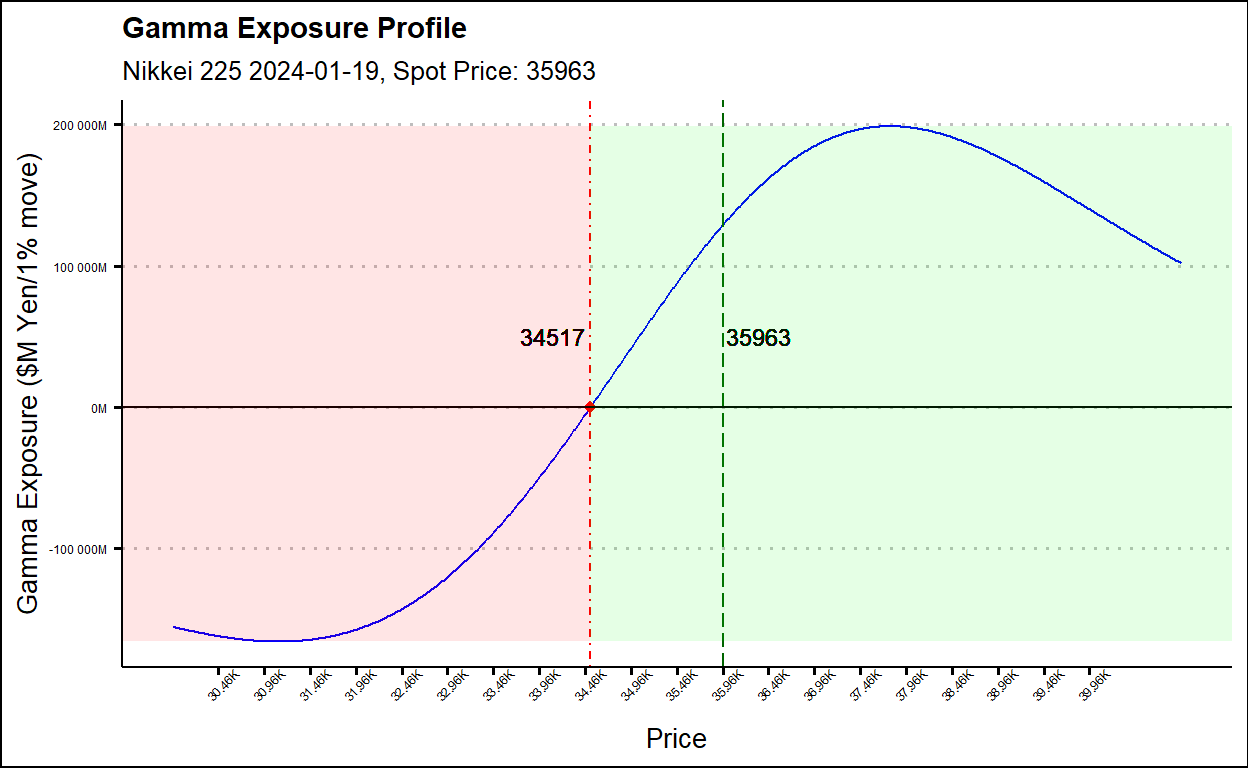 Gamma Exposure Profile
Nikkei 225 2024-01-19, Spot Price: 35963
Gamma Exposure ($M Yen/1% move)
200 000M
100 000M
0M
-100 000M
34517
35963
30.46K
30.96K
31.46K
31.96K
32.46K
32.96K
33.46K
33.96K
34.46K
34.96K
35.46K
35.96K
36.46K
36.96K
37.46K
37.96K
38.46K
38.96K
39.46K
39.96K
Price